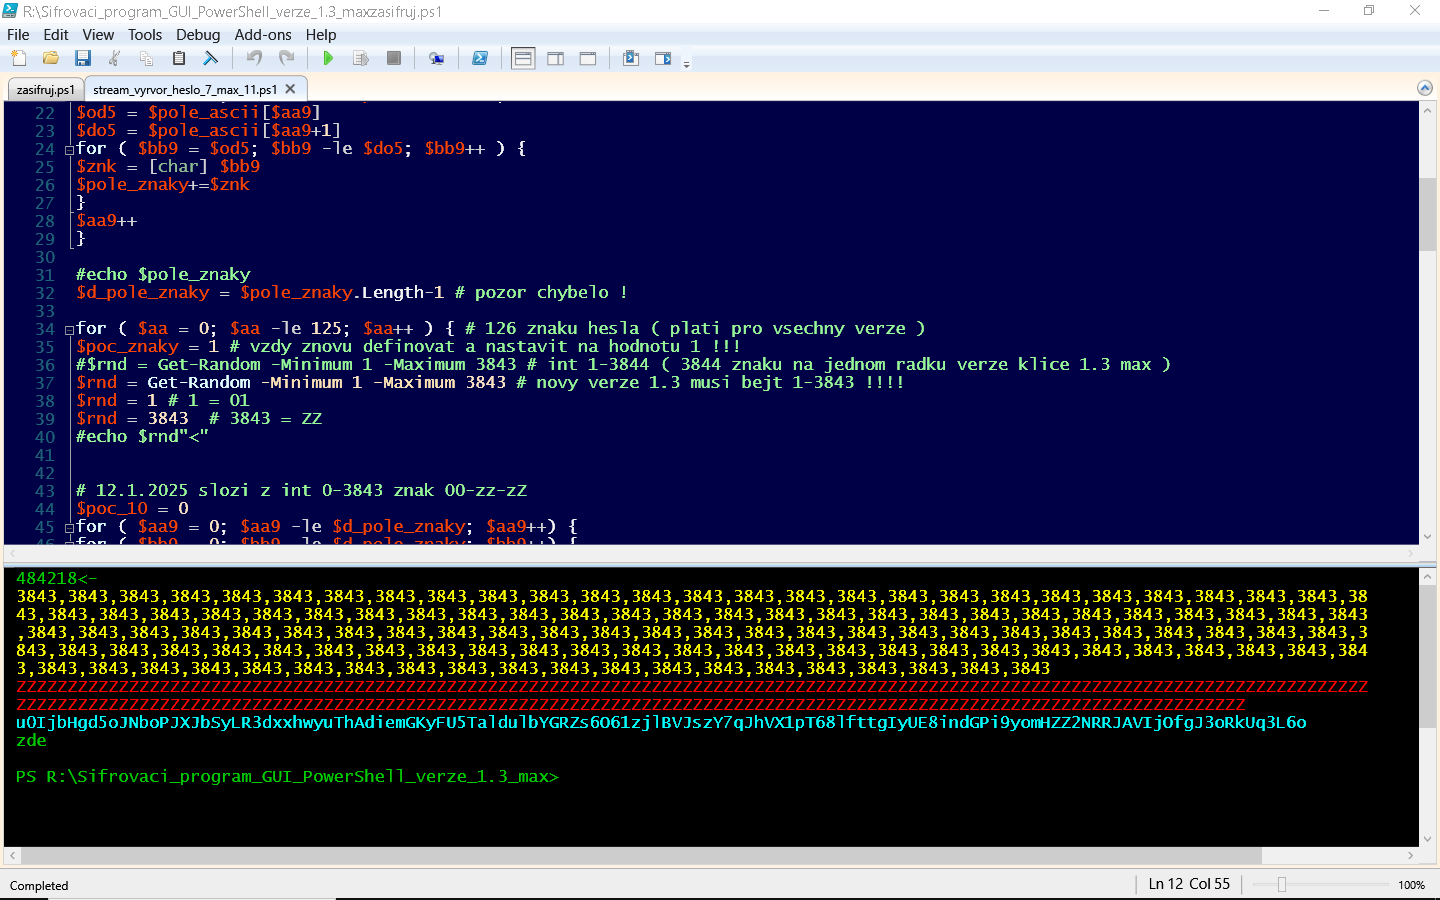 R:\Sifrovaci_program_GUI_PowerShell_verze_1.3_maxzasifruj.ps1
File Edit View Tools Debug Add-ons Help
zasifruj.ps1 stream_vyrvor_heslo_7_max_11.ps1
22 $od5 = $pole_ascii[$aa9]
23 $do5 = $pole_ascii[$aa9+1]
24 for ( $bb9 = $od5; $bb9 -le $do5; $bb9++ ) {
25 $znk = [char] $bb9
26 $pole_znaky+=$znk
27 }
28 $aa9++
29 }
30
31 #echo $pole_znaky
32 $d_pole_znaky = $pole_znaky.Length-1 # pozor chybelo !
33
34 for ( $aa = 0; $aa -le 125; $aa++ ) { # 126 znaku hesla ( plati pro vsechny verze )
35 $poc_znaky = 1 # vzdy znovu definovat a nastavit na hodnotu 1 !!!
36 #$rnd = Get-Random -Minimum 1 -Maximum 3843 # int 1-3844 ( 3844 znaku na jednom radku verze klice 1.3 max )
37 $rnd = Get-Random -Minimum 1 -Maximum 3843 # novy verze 1.3 musi bejt 1-3843 !!!!
38 $rnd = 1 # 1 = 01
39 $rnd = 3843  # 3843 = ZZ
40 #echo $rnd"<"
41
42
43 # 12.1.2025 slozi z int 0-3843 znak 00-zz-zZ
44 $poc_10 = 0
45 for ( $aa9 = 0; $aa9 -le $d_pole_znaky; $aa9++) {
46 for ( $bb9 = 0; $bb9 -le $d_pole_znaky; $bb9++) {
484218<-
3843,3843,3843,3843,3843,3843,3843,3843,3843,3843,3843,3843,3843,3843,3843,3843,3843,3843,3843,3843,3843,3843,3843,3843,3843,3843,38
43,3843,3843,3843,3843,3843,3843,3843,3843,3843,3843,3843,3843,3843,3843,3843,3843,3843,3843,3843,3843,3843,3843,3843,3843,3843,3843
,3843,3843,3843,3843,3843,3843,3843,3843,3843,3843,3843,3843,3843,3843,3843,3843,3843,3843,3843,3843,3843,3843,3843,3843,3843,3843,3
843,3843,3843,3843,3843,3843,3843,3843,3843,3843,3843,3843,3843,3843,3843,3843,3843,3843,3843,3843,3843,3843,3843,3843,3843,3843,384
3,3843,3843,3843,3843,3843,3843,3843,3843,3843,3843,3843,3843,3843,3843,3843,3843,3843,3843,3843,3843
ZZZZZZZZZZZZZZZZZZZZZZZZZZZZZZZZZZZZZZZZZZZZZZZZZZZZZZZZZZZZZZZZZZZZZZZZZZZZZZZZZZZZZZZZZZZZZZZZZZZZZZZZZZZZZZZZZZZZZZZZZZZZZZZZZZZZ
ZZZZZZZZZZZZZZZZZZZZZZZZZZZZZZZZZZZZZZZZZZZZZZZZZZZZZZZZZZZZZZZZZZZZZZZZZZZZZZZZZZZZZZZZZZZZZZZZZZZZZZZZZZZZZZZZZZZZZZZZ
uOIjbHgd5oJNboPJXJbSyLR3dxxhwyuThAdiemGKyFU5TaldulbYGRZs6O61zjlBVJszY7qJhVX1pT68lfttgIyUE8indGPi9yomHZZ2NRRJAVIjOfgJ3oRkUq3L6o
zde
PS R:\Sifrovaci_program_GUI_PowerShell_verze_1.3_max>
Completed Ln 12 Col 55 100%